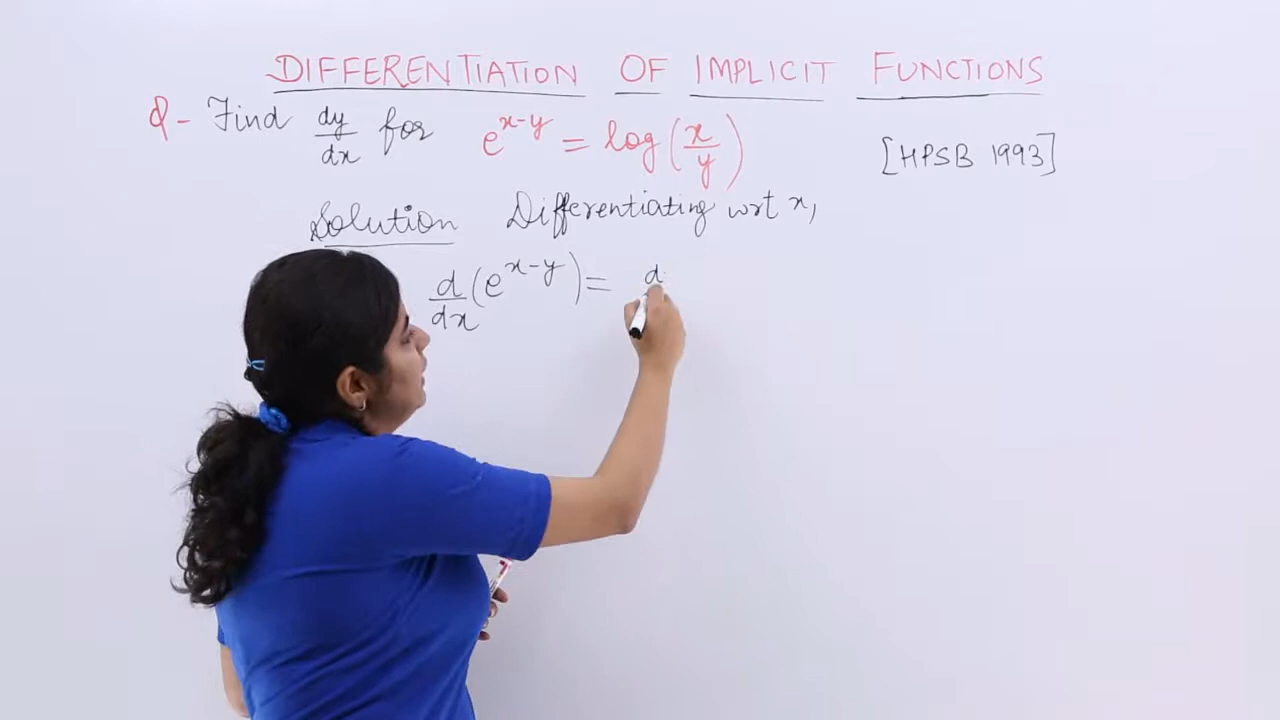 DIFFERENTIATION OF IMPLICIT FUNCTIONS
Q- Find dy/dx for e^(x-y) = log(x/y) [HPSB 1993]
Solution Differentiating wrt x,
d/dx (e^(x-y)) = d